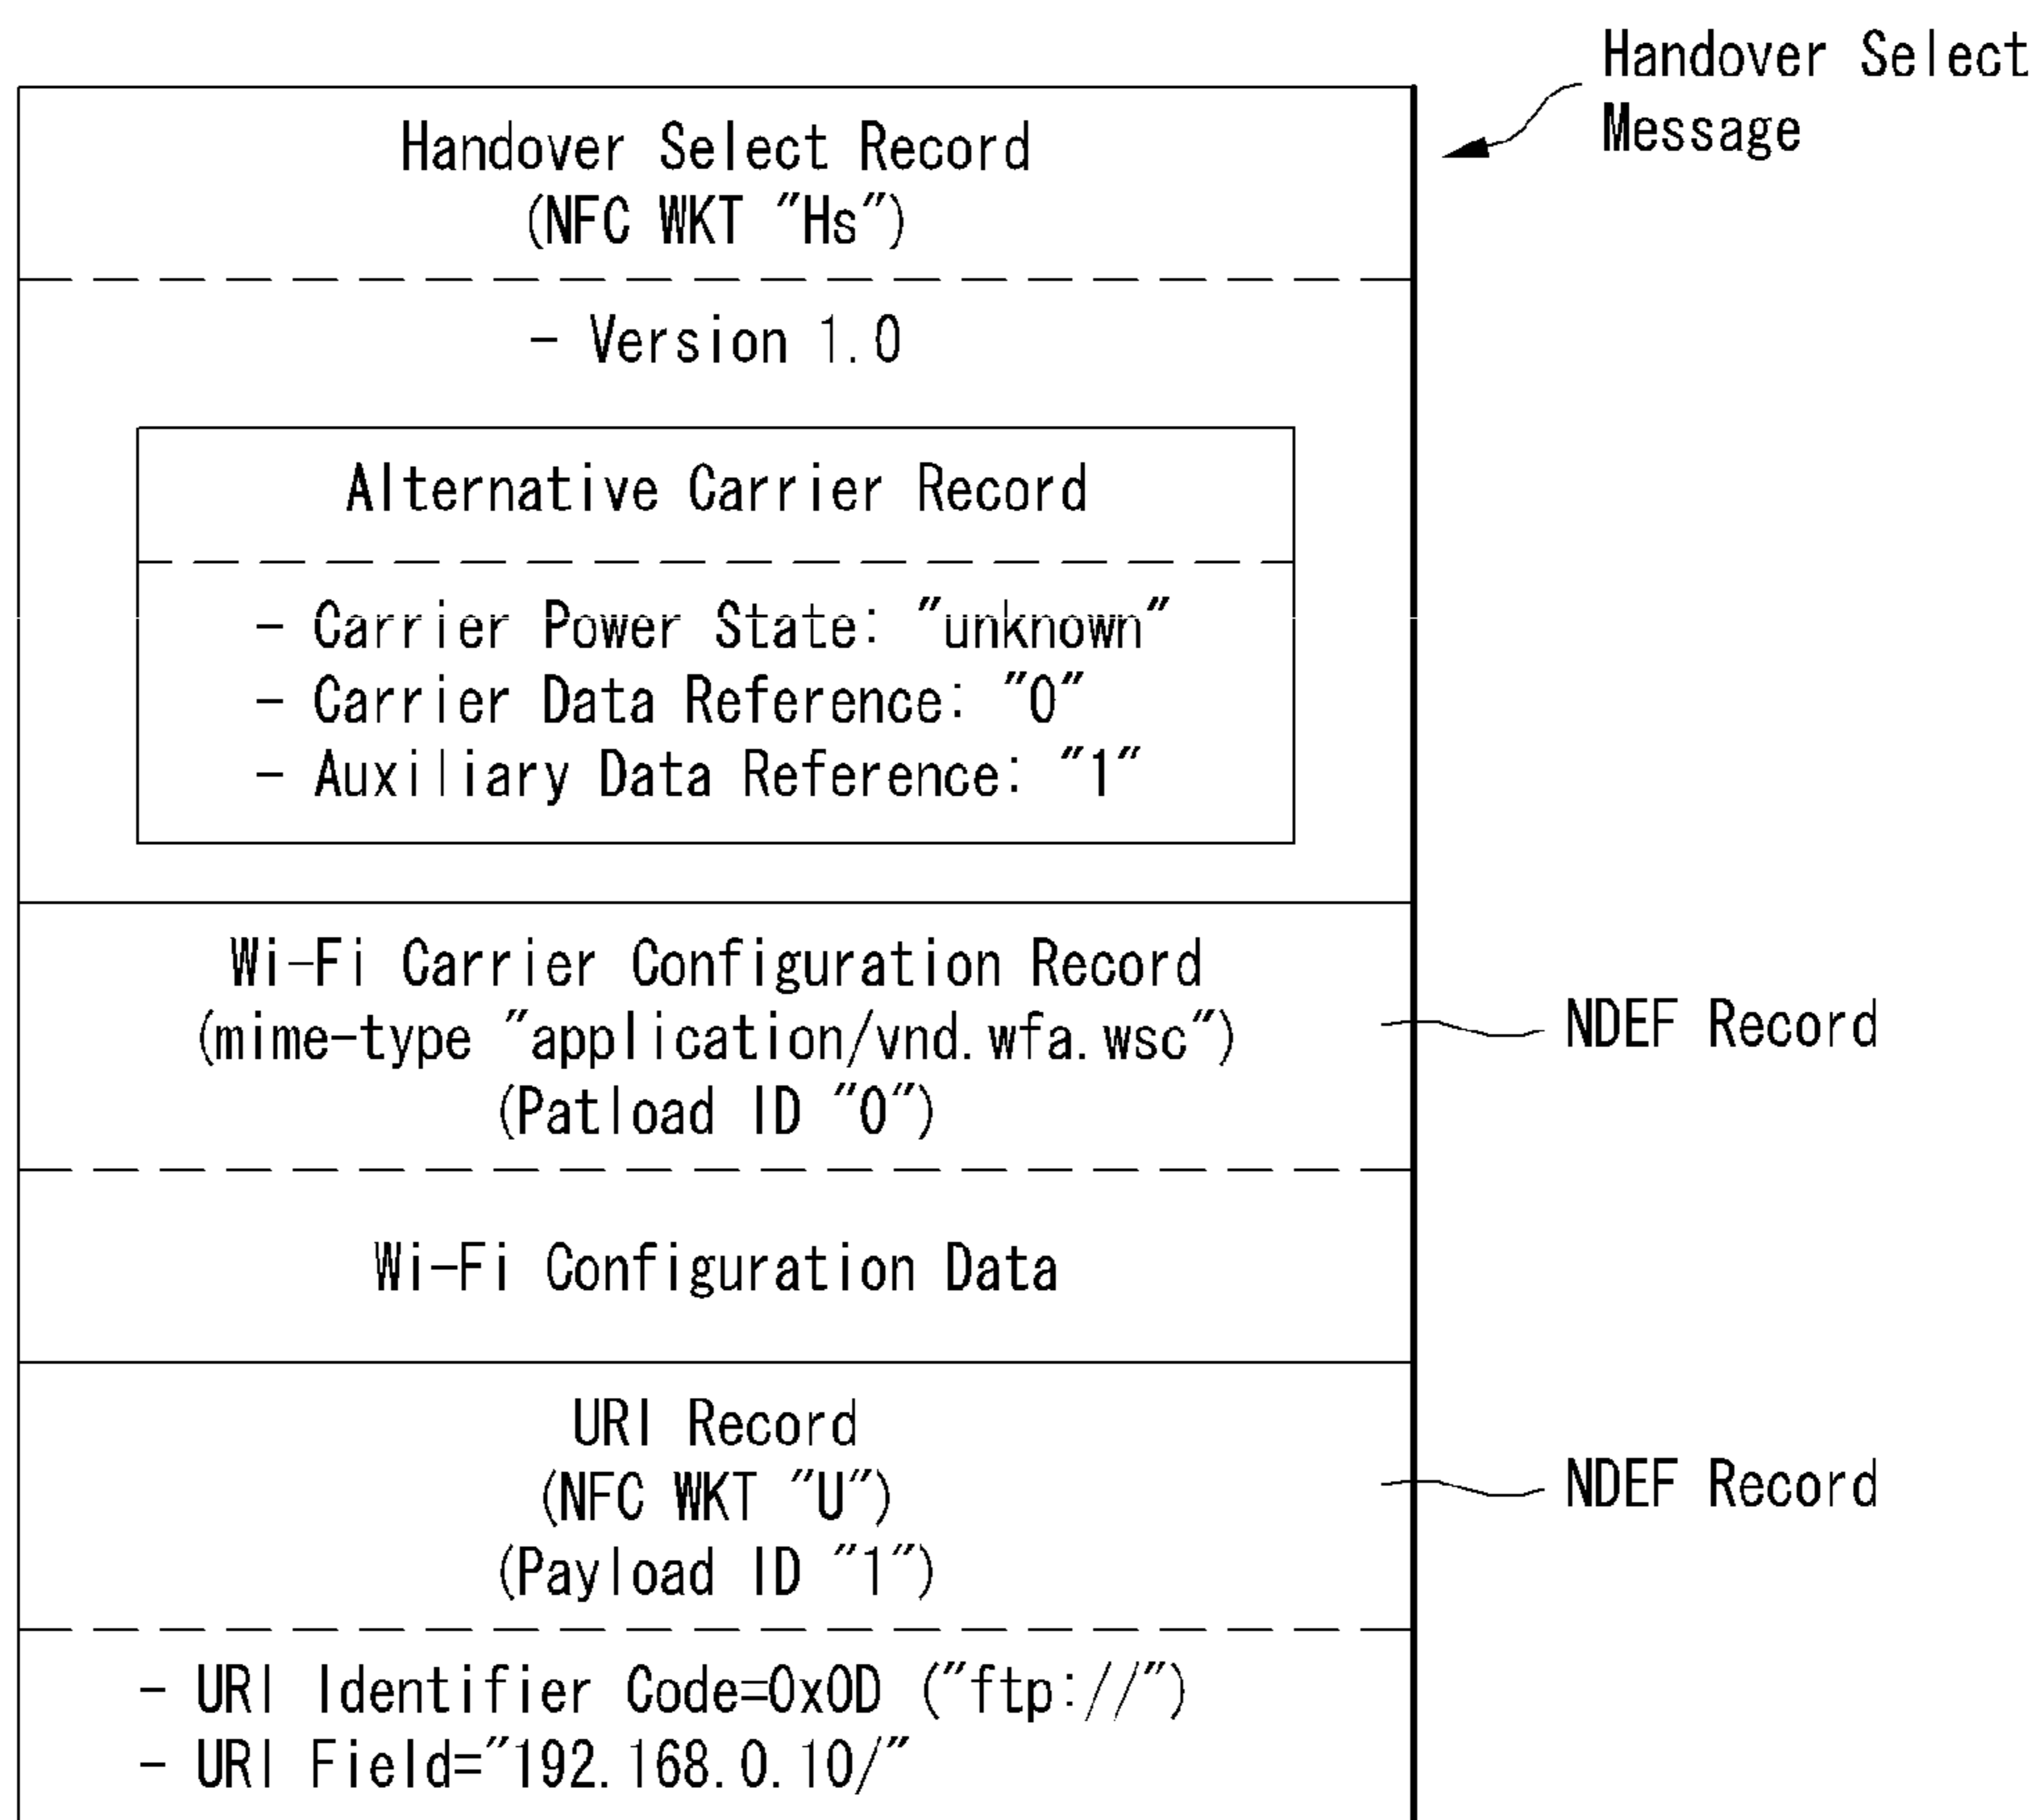 Handover Select
Message
Handover Select Record
(NFC WKT "Hs")
- Version 1.0
Alternative Carrier Record
- Carrier Power State: "unknown"
- Carrier Data Reference: "0"
- Auxiliary Data Reference: "1"
Wi-Fi Carrier Configuration Record
(mime-type "application/vnd.wfa.wsc")
(Patload ID "0")
NDEF Record
Wi-Fi Configuration Data
URI Record
(NFC WKT "U")
(Payload ID "1")
NDEF Record
- URI Identifier Code=0x0D ("ftp://")
- URI Field="192.168.0.10/"